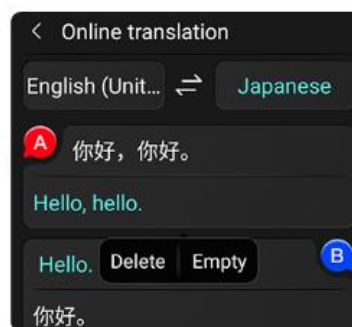 < Online translation
English (Unit... ⇌ Japanese
A 你好，你好。
Hello, hello.
Hello. Delete Empty B
你好。